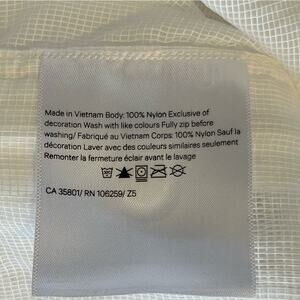 Made in Vietnam Body: 100% Nylon Exclusive of
decoration Wash with like colours Fully zip before
washing/ Fabriqué au Vietnam Corps: 100% Nylon Sauf la
décoration Laver avec des couleurs similaires seulement
Remonter la fermeture éclair avant le lavage
CA 35801/ RN 106259/ Z5